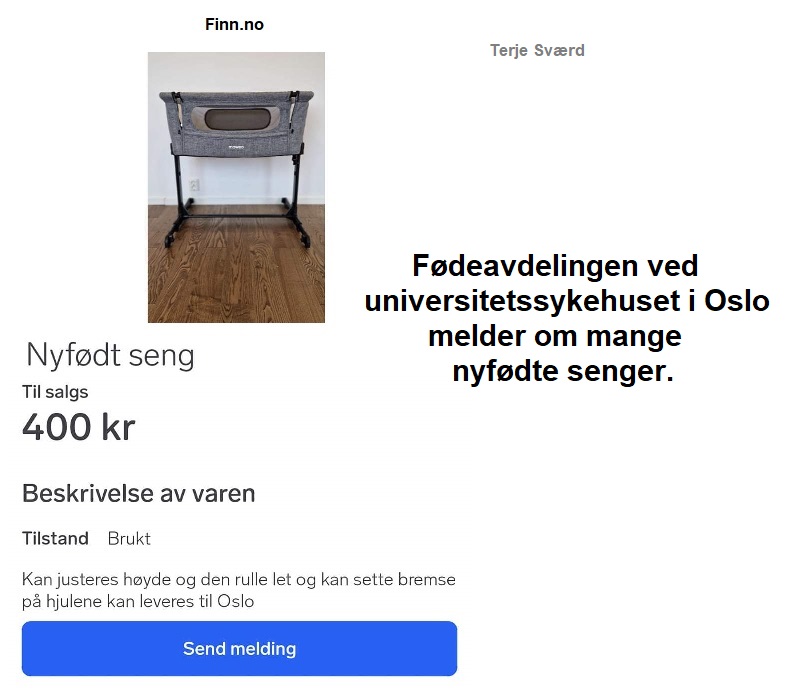 Finn.no
Terje Sværd
Fødeavdelingen ved
universitetssykehuset i Oslo
melder om mange
nyfødte senger.
Nyfødt seng
Til salgs
400 kr
Beskrivelse av varen
Tilstand Brukt
Kan justeres høyde og den rulle let og kan sette bremse
på hjulene kan leveres til Oslo
Send melding